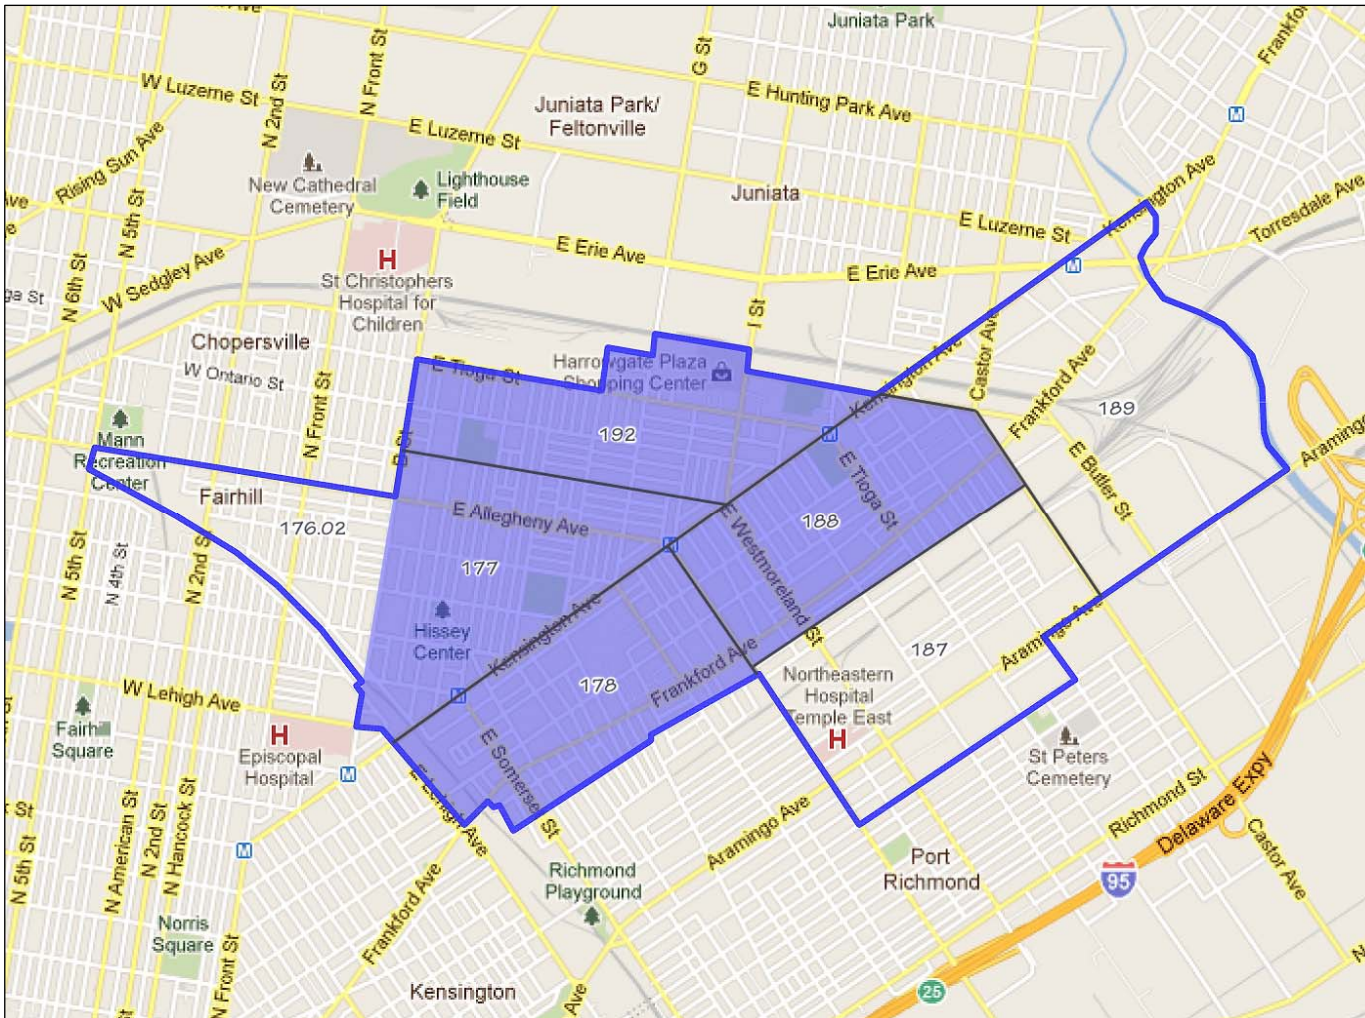 Juniata Park
Frankfor
N Front St
G St
W Luzerne St
N 2nd St
E Hunting Park Ave
Juniata Park/
Feltonville
E Luzerne St
Rising Sun Ave
New Cathedral
Cemetery
Lighthouse
Field
Juniata
Kensington Ave
Torresdale Ave
Ave
N 5th St
E Luzerne St
E Erie Ave
E Erie Ave
W Sedgley Ave
H
St Christophers
Hospital for
Children
N 6th St
ga St
I St
Chopersville
Castor Ave
W Ontario St
E Tioga St
Harrowgate Plaza
Shopping Center
Kensington Ave
Frankford Ave
189
Mann
Recreation
Center
N Front St
B St
192
Aramingo
Fairhill
E Tioga St
E Butler St
176.02
E Allegheny Ave
E Westmoreland St
188
N 5th St
N 4th St
N 2nd St
177
Hissey
Center
Kensington Ave
Aramingo Ave
187
178
Frankford Ave
Northeastern
Hospital
Temple East
H
W Lehigh Ave
Fairhill
Square
H
Episcopal
Hospital
E Somerset St
St Peters
Cemetery
E Lehigh Ave
Richmond St
Delaware Expy
k St
N American St
N 2nd St
N Hancock St
N 5th St
M
M
M
M
M
M
M
Aramingo Ave
Richmond
Playground
Port
Richmond
95
Castor Ave
Norris
Square
Frankford Ave
N Front St
Kensington
Ave
25
N